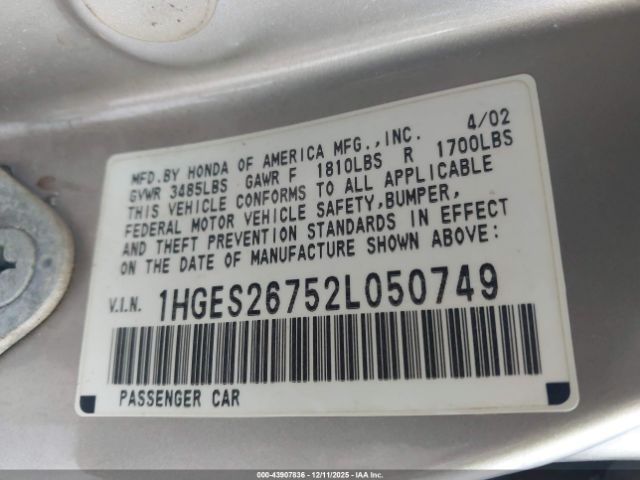 4/02
MFD.BY HONDA OF AMERICA MFG.,INC.
GVWR 3485LBS GAWR F 1810LBS R 1700LBS
THIS VEHICLE CONFORMS TO ALL APPLICABLE
FEDERAL MOTOR VEHICLE SAFETY,BUMPER,
AND THEFT PREVENTION STANDARDS IN EFFECT
ON THE DATE OF MANUFACTURE SHOWN ABOVE:
V.I.N. 1HGES26752L050749
PASSENGER CAR
000-43907836 - 12/11/2025 - IAA.com